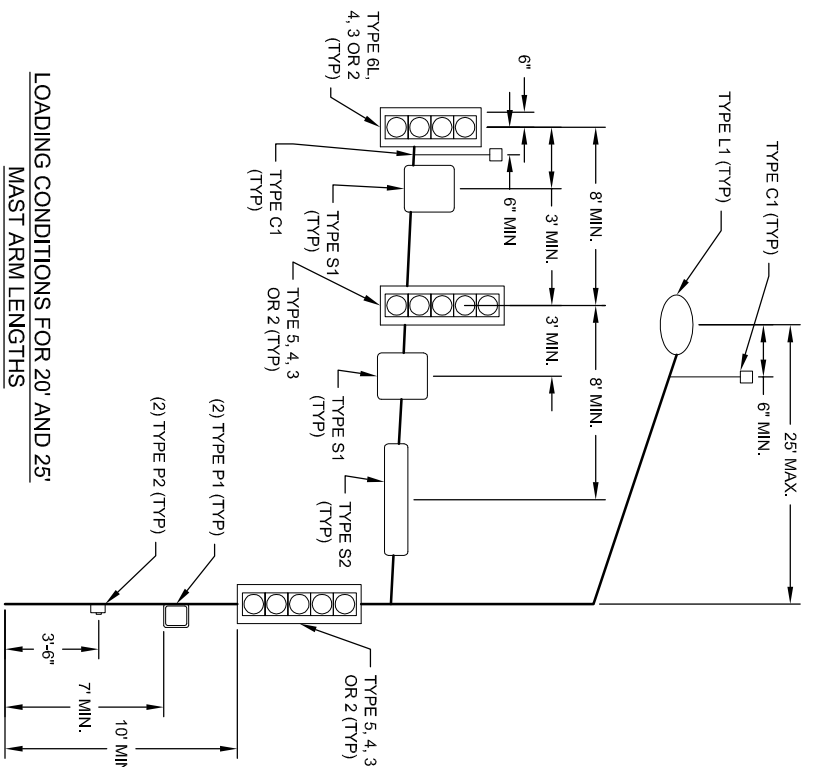 TYPE C1 (TYP)
TYPE L1 (TYP)
25' MAX.
6" MIN.
8' MIN.
8' MIN.
3' MIN.
3' MIN.
6" MIN
6"
TYPE 6L,
4, 3 OR 2
(TYP)
TYPE C1
(TYP)
TYPE S1
(TYP)
TYPE 5, 4, 3
OR 2 (TYP)
TYPE S1
(TYP)
TYPE S2
(TYP)
TYPE 5, 4, 3
OR 2 (TYP)
(2) TYPE P1 (TYP)
(2) TYPE P2 (TYP)
3'-6"
7' MIN.
10' MIN
LOADING CONDITIONS FOR 20' AND 25'
MAST ARM LENGTHS